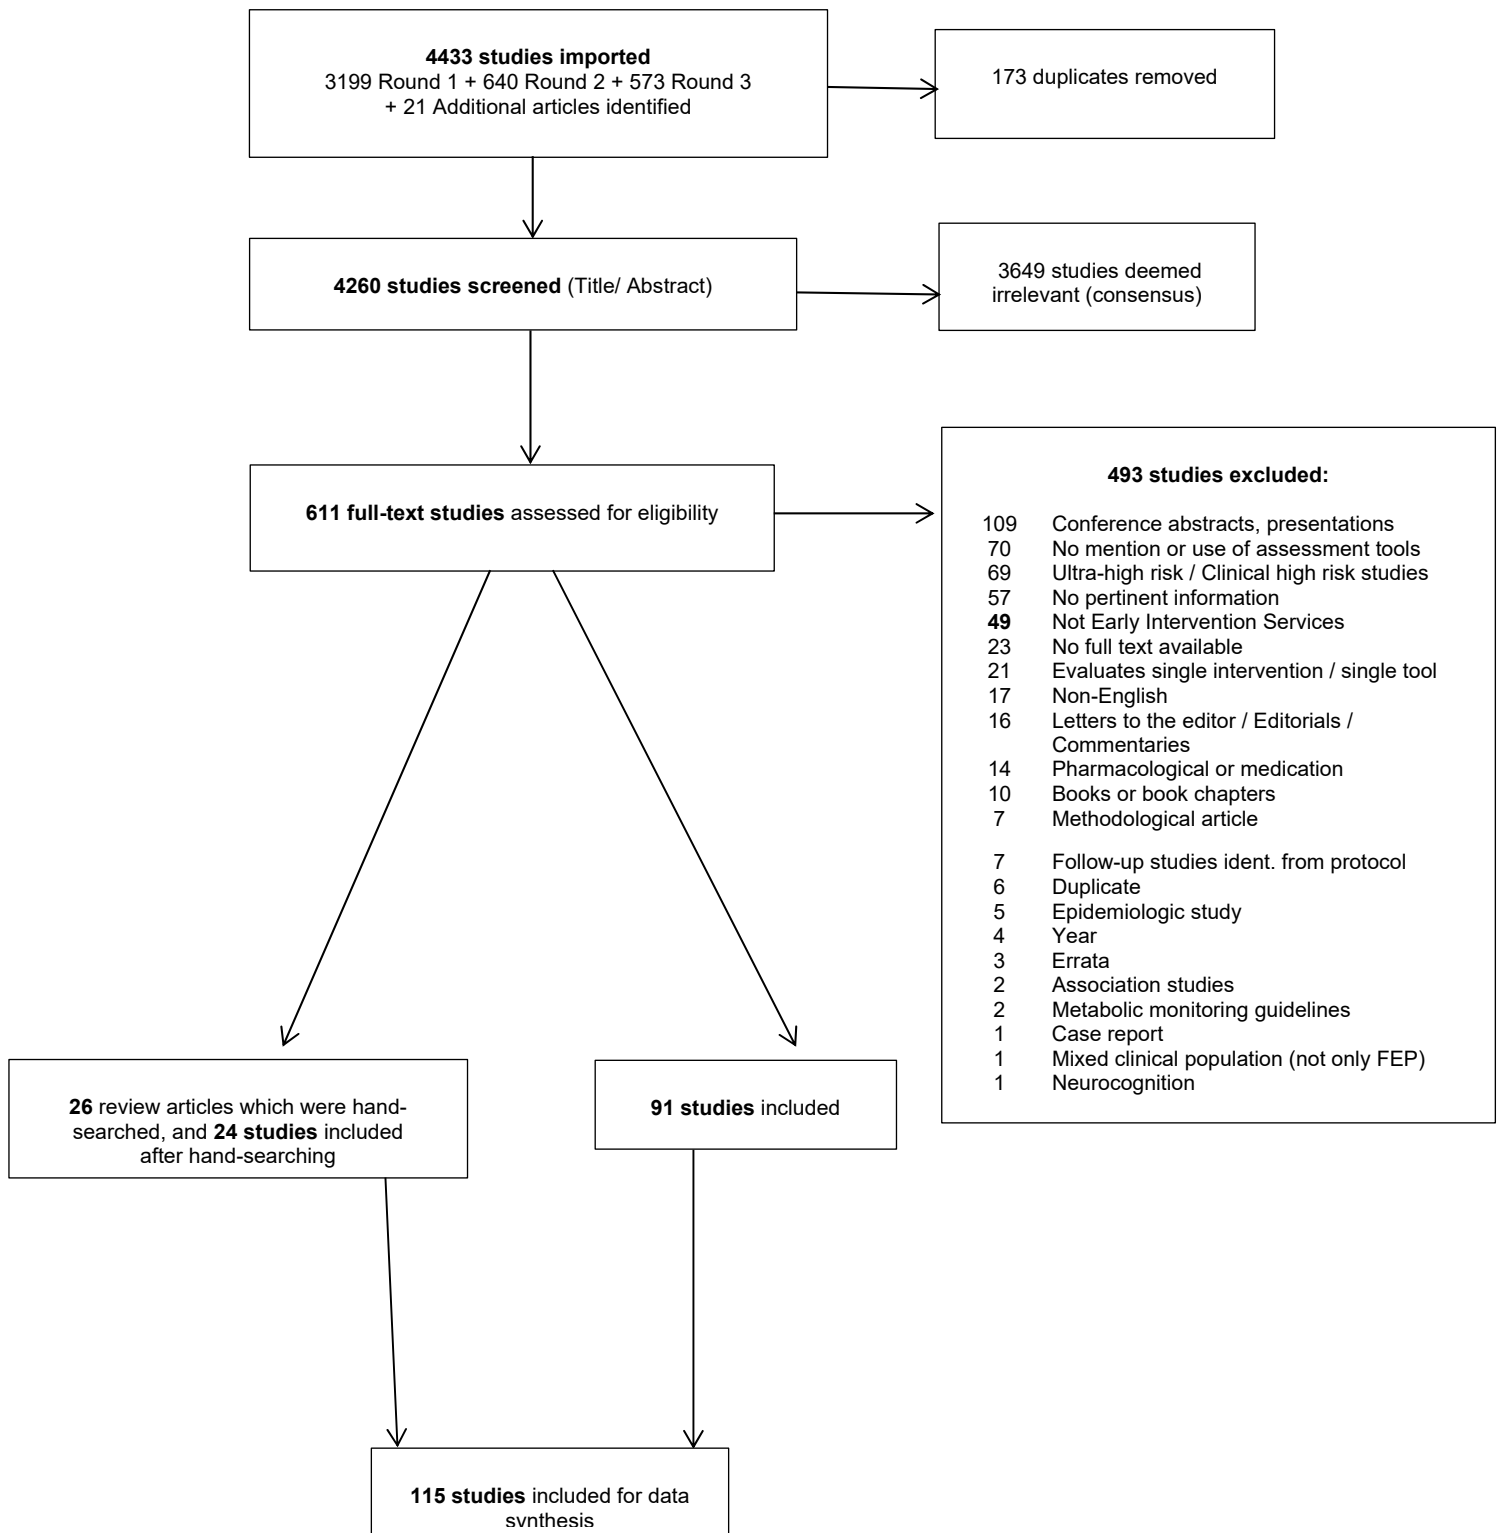 4433 studies imported
3199 Round 1 + 640 Round 2 + 573 Round 3
+ 21 Additional articles identified
173 duplicates removed
4260 studies screened (Title/ Abstract)
3649 studies deemed
irrelevant (consensus)
611 full-text studies assessed for eligibility
493 studies excluded:
109 Conference abstracts, presentations
70 No mention or use of assessment tools
69 Ultra-high risk / Clinical high risk studies
57 No pertinent information
49 Not Early Intervention Services
23 No full text available
21 Evaluates single intervention / single tool
17 Non-English
16 Letters to the editor / Editorials /
Commentaries
14 Pharmacological or medication
10 Books or book chapters
7 Methodological article
7 Follow-up studies ident. from protocol
6 Duplicate
5 Epidemiologic study
4 Year
3 Errata
2 Association studies
2 Metabolic monitoring guidelines
1 Case report
1 Mixed clinical population (not only FEP)
1 Neurocognition
26 review articles which were hand-
searched, and 24 studies included
after hand-searching
91 studies included
115 studies included for data
synthesis